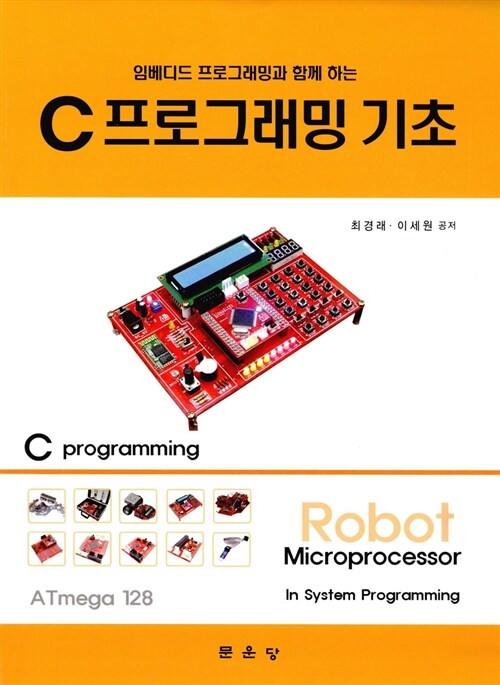 임베디드 프로그래밍과 함께 하는
C프로그래밍 기초
최경래·이세원 공저
C programming
Robot
Microprocessor
ATmega 128
In System Programming
문운당